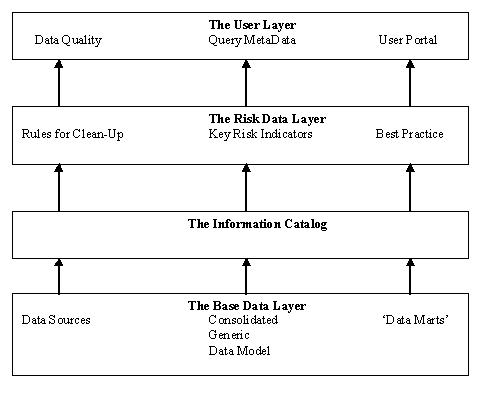 The User Layer
Data Quality Query MetaData User Portal
The Risk Data Layer
Rules for Clean-Up Key Risk Indicators Best Practice
The Information Catalog
The Base Data Layer
Data Sources Consolidated ‘Data Marts’
Generic
Data Model